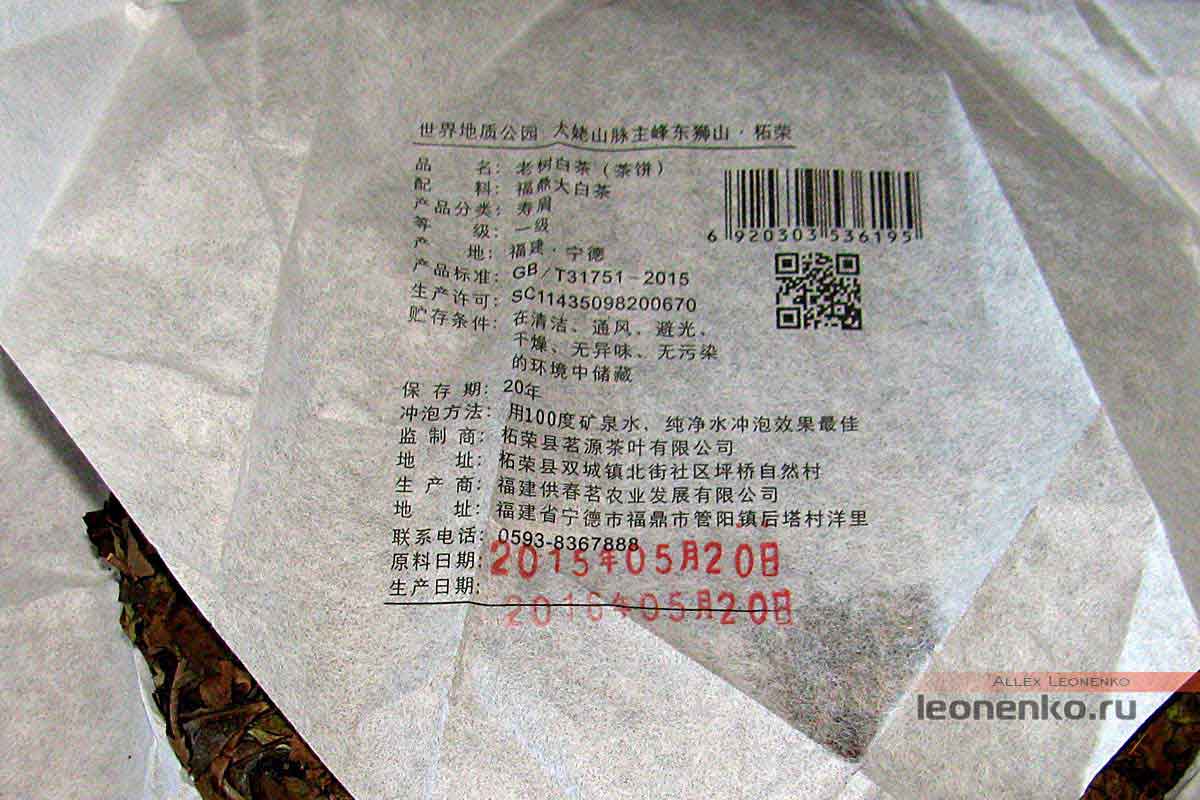 世界地质公园 太姥山脉主峰东狮山·柘荣
品名：老树白茶（茶饼）
配料：福鼎大白茶
产品分类：寿眉
等级：一级
产地：福建·宁德
产品标准：GB/T31751-2015
生产许可：SC11435098200670
贮存条件：在清洁、通风、避光、
干燥、无异味、无污染
的环境中储藏
保存期：20年
冲泡方法：用100度矿泉水，纯净水冲泡效果最佳
监制商：柘荣县茗源茶叶有限公司
地址：柘荣县双城镇北街社区坪桥自然村
生产商：福建供春茗农业发展有限公司
地址：福建省宁德市福鼎市管阳镇后塔村洋里
联系电话：0593-8367888
原料日期：2015年05月20日
生产日期：2016年05月20日
6 920303 536195
ALLEX LEONENKO
leonenko.ru